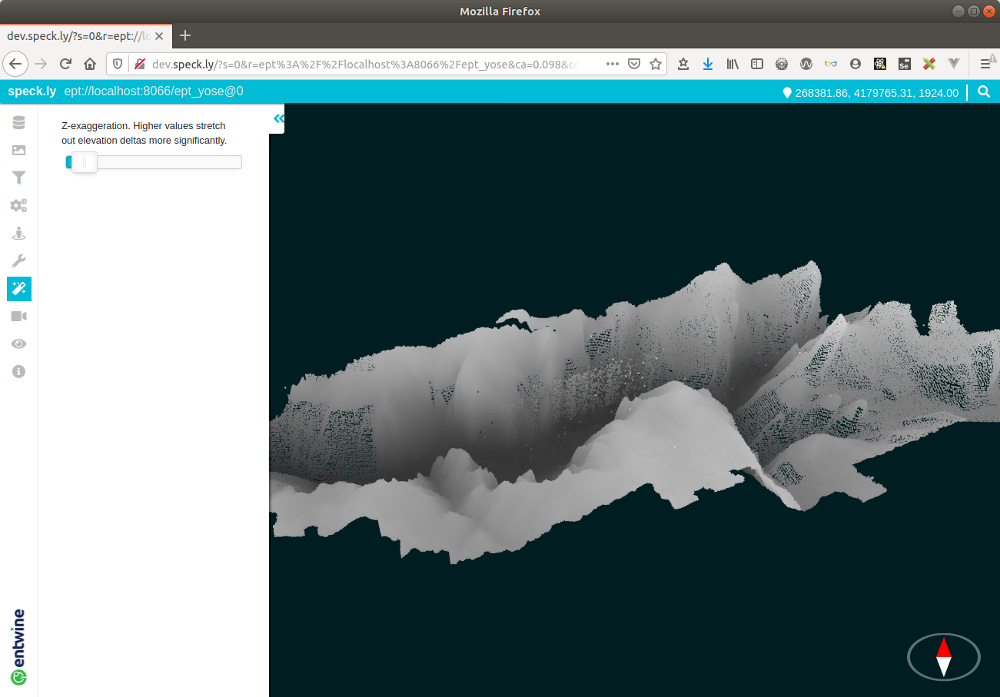 Mozilla Firefox
dev.speck.ly/?s=0&r=ept://lo
dev.speck.ly/?s=0&r=ept%3A%2F%2Flocalhost%3A8066%2Fept_yose&ca=0.098&ce
speck.ly ept://localhost:8066/ept_yose@0
268381.86, 4179765.31, 1924.00
Z-exaggeration. Higher values stretch
out elevation deltas more significantly.
entwine